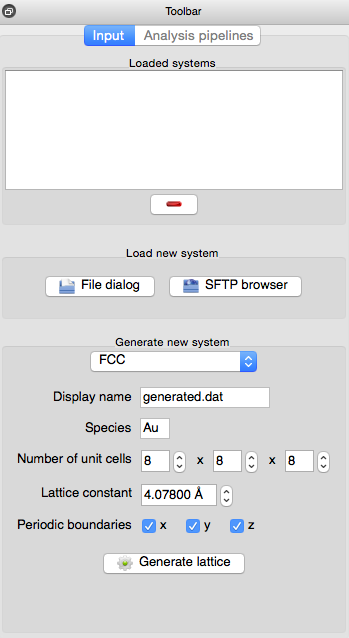 Toolbar
Input Analysis pipelines
Loaded systems
Load new system
File dialog SFTP browser
Generate new system
FCC
Display name generated.dat
Species Au
Number of unit cells 8 x 8 x 8
Lattice constant 4.07800 Å
Periodic boundaries x y z
Generate lattice